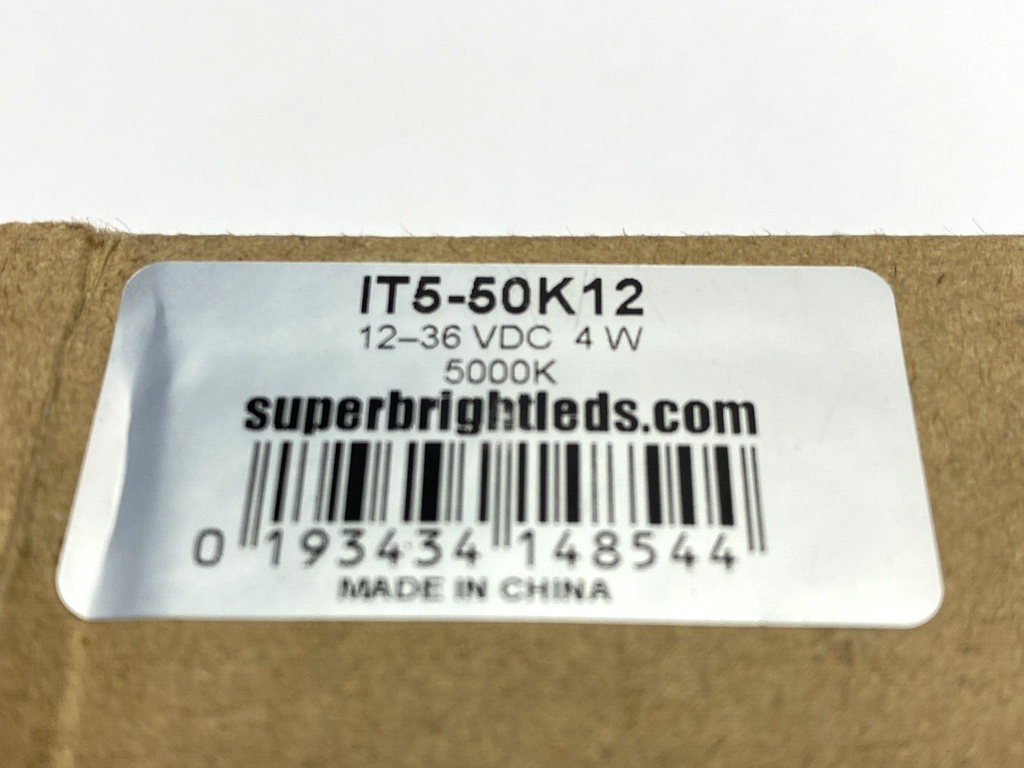 IT5-50K12
12–36 VDC 4 W
5000K
superbrightleds.com
0 193434 148544
MADE IN CHINA